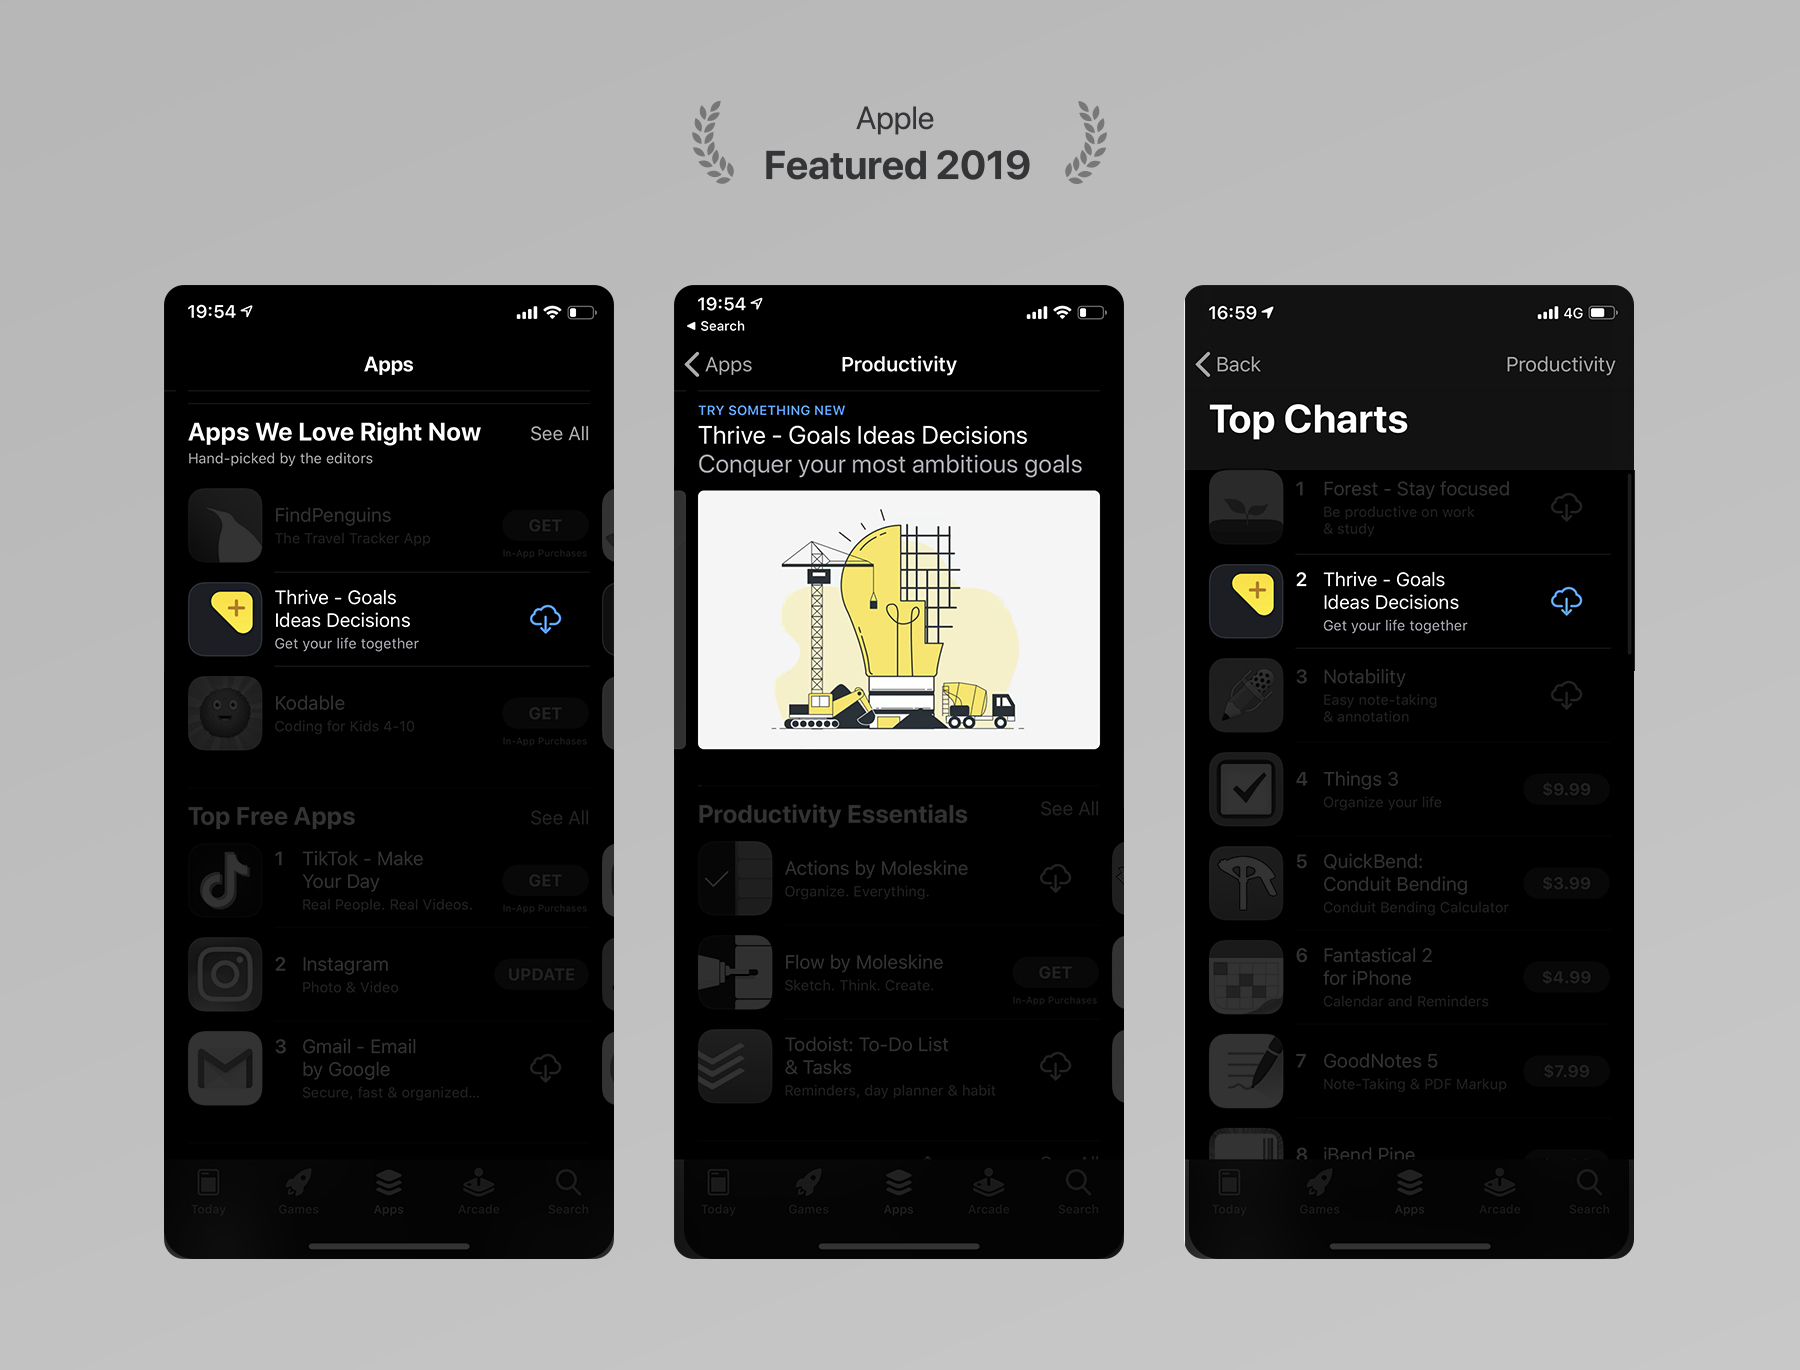 Apple
Featured 2019
19:54
Apps
Apps We Love Right Now
See All
Hand-picked by the editors
FindPenguins
The Travel Tracker App
GET
In-App Purchases
Thrive - Goals
Ideas Decisions
Get your life together
Kodable
Coding for Kids 4-10
GET
In-App Purchases
Top Free Apps
See All
1 TikTok - Make
Your Day
Real People. Real Videos.
GET
In-App Purchases
2 Instagram
Photo & Video
UPDATE
3 Gmail - Email
by Google
Secure, fast & organized...
Today
Games
Apps
Arcade
Search
19:54
Search
Apps
Productivity
TRY SOMETHING NEW
Thrive - Goals Ideas Decisions
Conquer your most ambitious goals
Productivity Essentials
See All
Actions by Moleskine
Organize. Everything.
Flow by Moleskine
Sketch. Think. Create.
GET
In-App Purchases
Todoist: To-Do List
& Tasks
Reminders, day planner & habit
Today
Games
Apps
Arcade
Search
16:59
4G
Back
Productivity
Top Charts
1 Forest - Stay focused
Be productive on work
& study
2 Thrive - Goals
Ideas Decisions
Get your life together
3 Notability
Easy note-taking
& annotation
4 Things 3
Organize your life
$9.99
5 QuickBend:
Conduit Bending
Conduit Bending Calculator
$3.99
6 Fantastical 2
for iPhone
Calendar and Reminders
$4.99
7 GoodNotes 5
Note-Taking & PDF Markup
$7.99
8 iBend Pipe
Today
Games
Apps
Arcade
Search